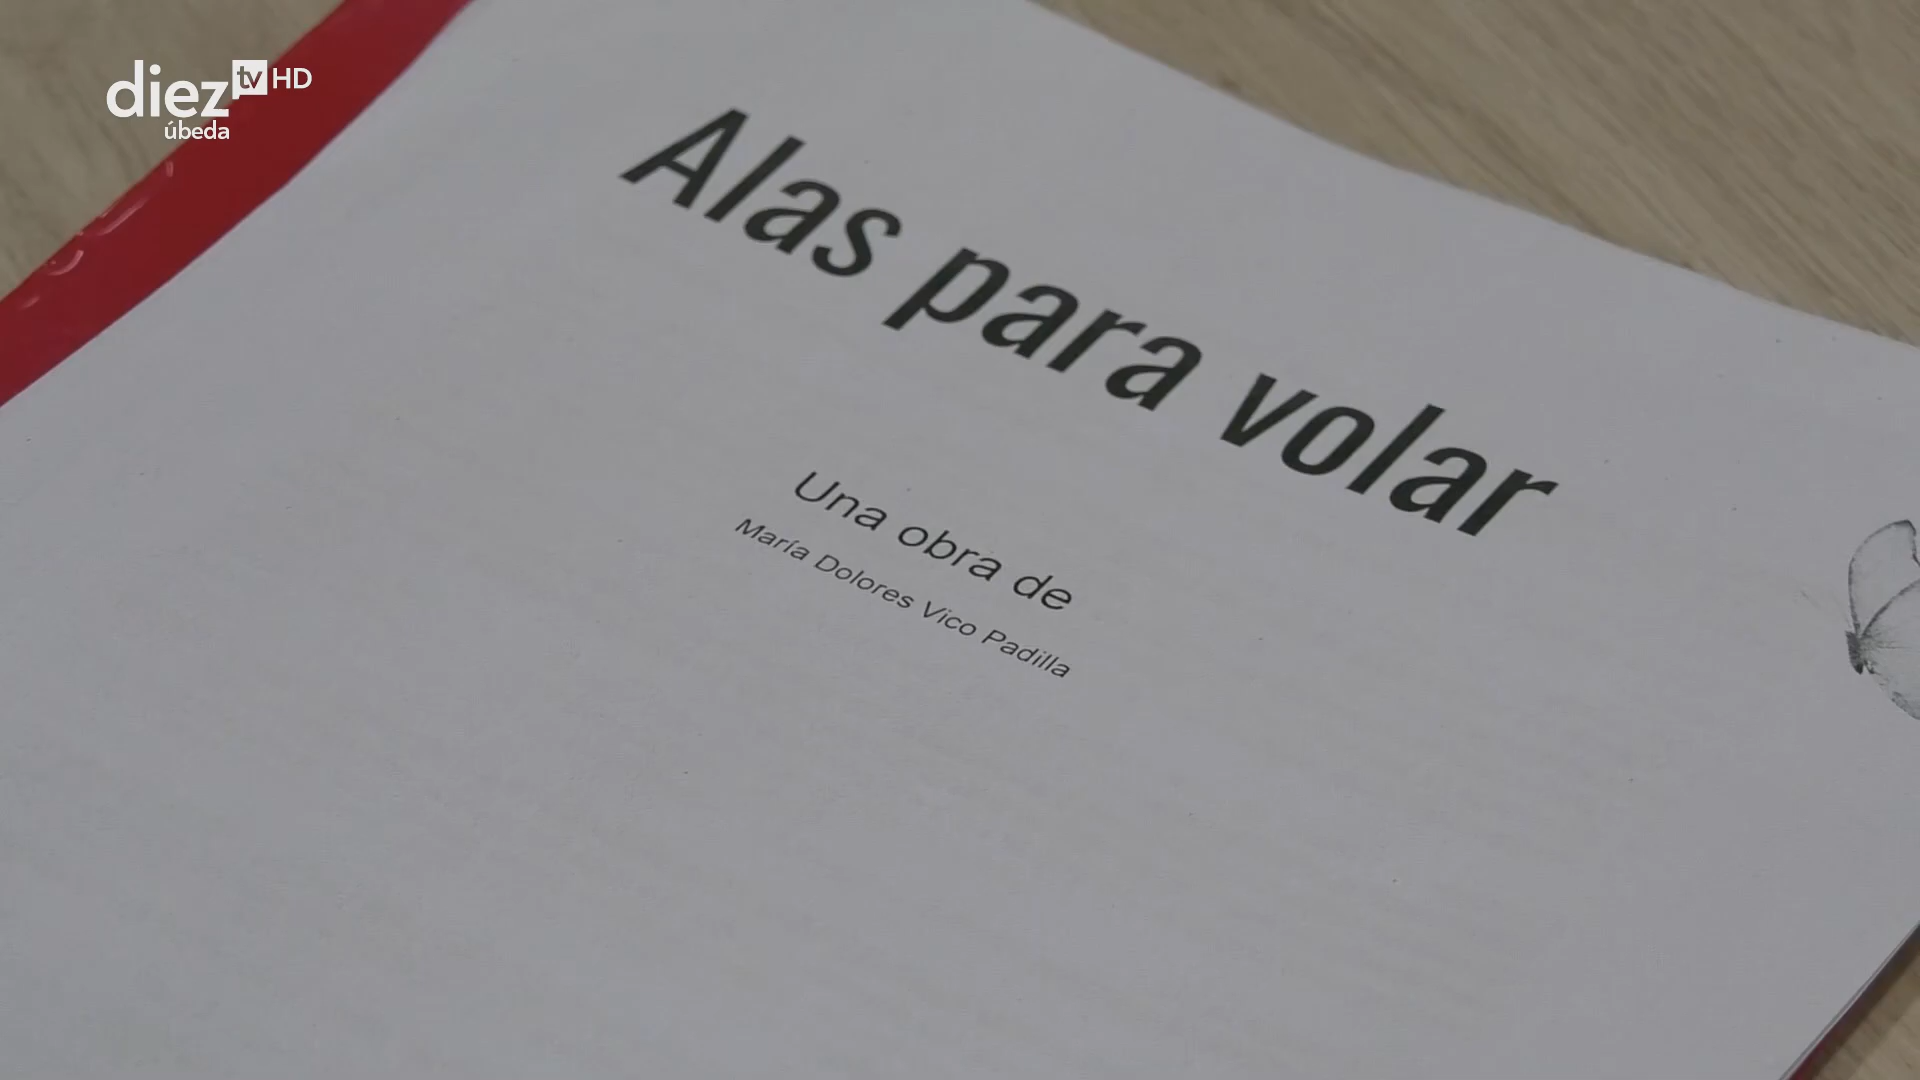 diez tv HD
úbeda
Alas para volar
Una obra de
María Dolores Vico Padilla